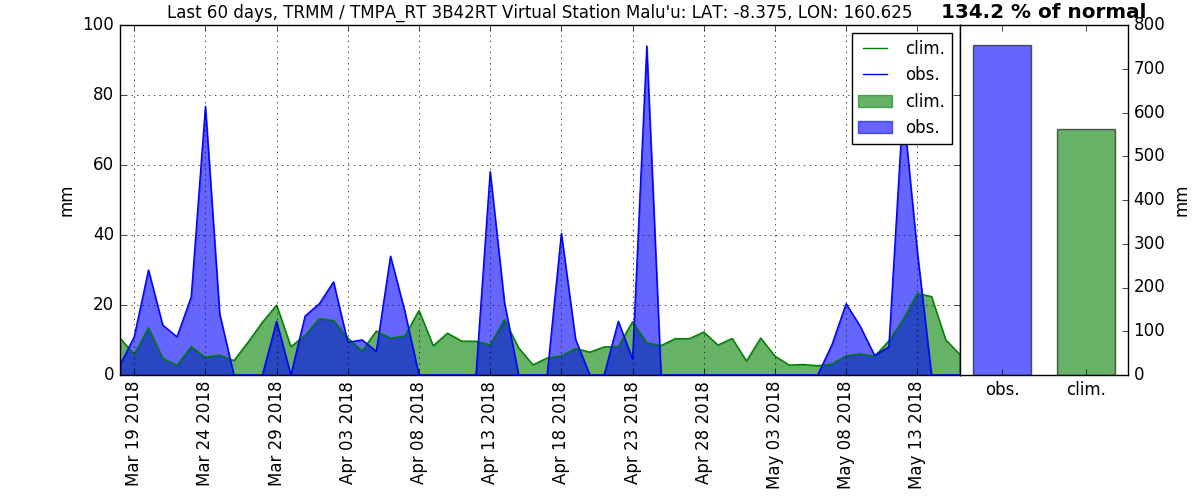 Last 60 days, TRMM / TMPA_RT 3B42RT Virtual Station Malu'u: LAT: -8.375, LON: 160.625
134.2 % of normal
100
80
60
40
20
0
mm
clim.
obs.
clim.
obs.
800
700
600
500
400
300
200
100
0
mm
Mar 19 2018
Mar 24 2018
Mar 29 2018
Apr 03 2018
Apr 08 2018
Apr 13 2018
Apr 18 2018
Apr 23 2018
Apr 28 2018
May 03 2018
May 08 2018
May 13 2018
obs.
clim.